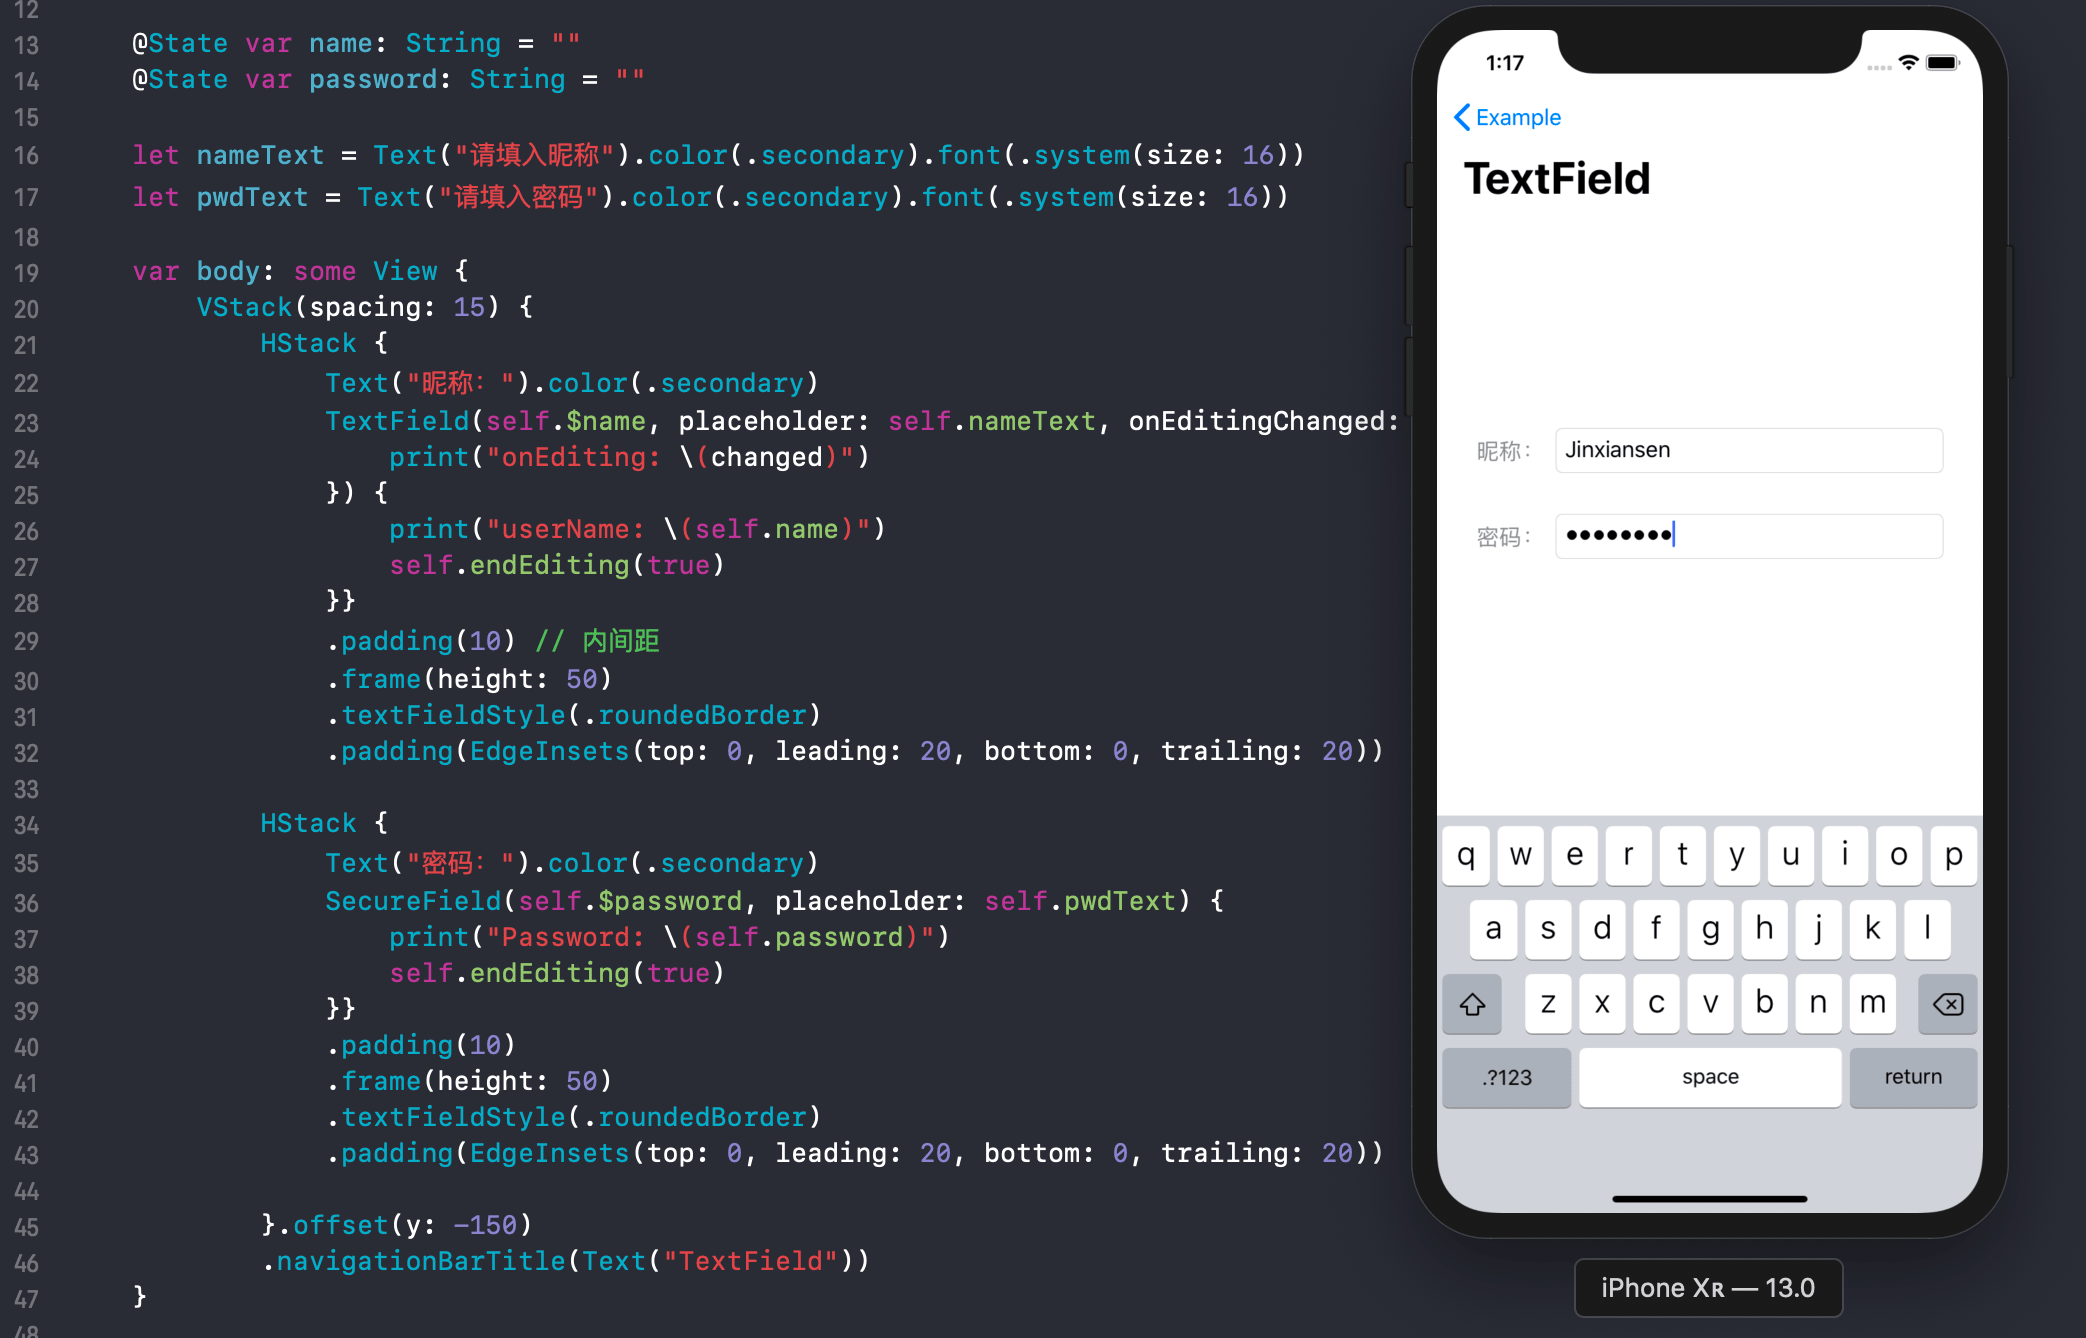 12
13 @State var name: String = ""
14 @State var password: String = ""
15
16 let nameText = Text("请填入昵称").color(.secondary).font(.system(size: 16))
17 let pwdText = Text("请填入密码").color(.secondary).font(.system(size: 16))
18
19 var body: some View {
20 VStack(spacing: 15) {
21 HStack {
22 Text("昵称：").color(.secondary)
23 TextField(self.$name, placeholder: self.nameText, onEditingChanged:
24 print("onEditing: \(changed)")
25 }) {
26 print("userName: \(self.name)")
27 self.endEditing(true)
28 }}
29 .padding(10) // 内间距
30 .frame(height: 50)
31 .textFieldStyle(.roundedBorder)
32 .padding(EdgeInsets(top: 0, leading: 20, bottom: 0, trailing: 20))
33
34 HStack {
35 Text("密码：").color(.secondary)
36 SecureField(self.$password, placeholder: self.pwdText) {
37 print("Password: \(self.password)")
38 self.endEditing(true)
39 }}
40 .padding(10)
41 .frame(height: 50)
42 .textFieldStyle(.roundedBorder)
43 .padding(EdgeInsets(top: 0, leading: 20, bottom: 0, trailing: 20))
44
45 }.offset(y: -150)
46 .navigationBarTitle(Text("TextField"))
47 }
48
1:17
Example
TextField
昵称： Jinxiansen
密码： ••••••••
q w e r t y u i o p
a s d f g h j k l
z x c v b n m
.?123 space return
iPhone Xʀ — 13.0